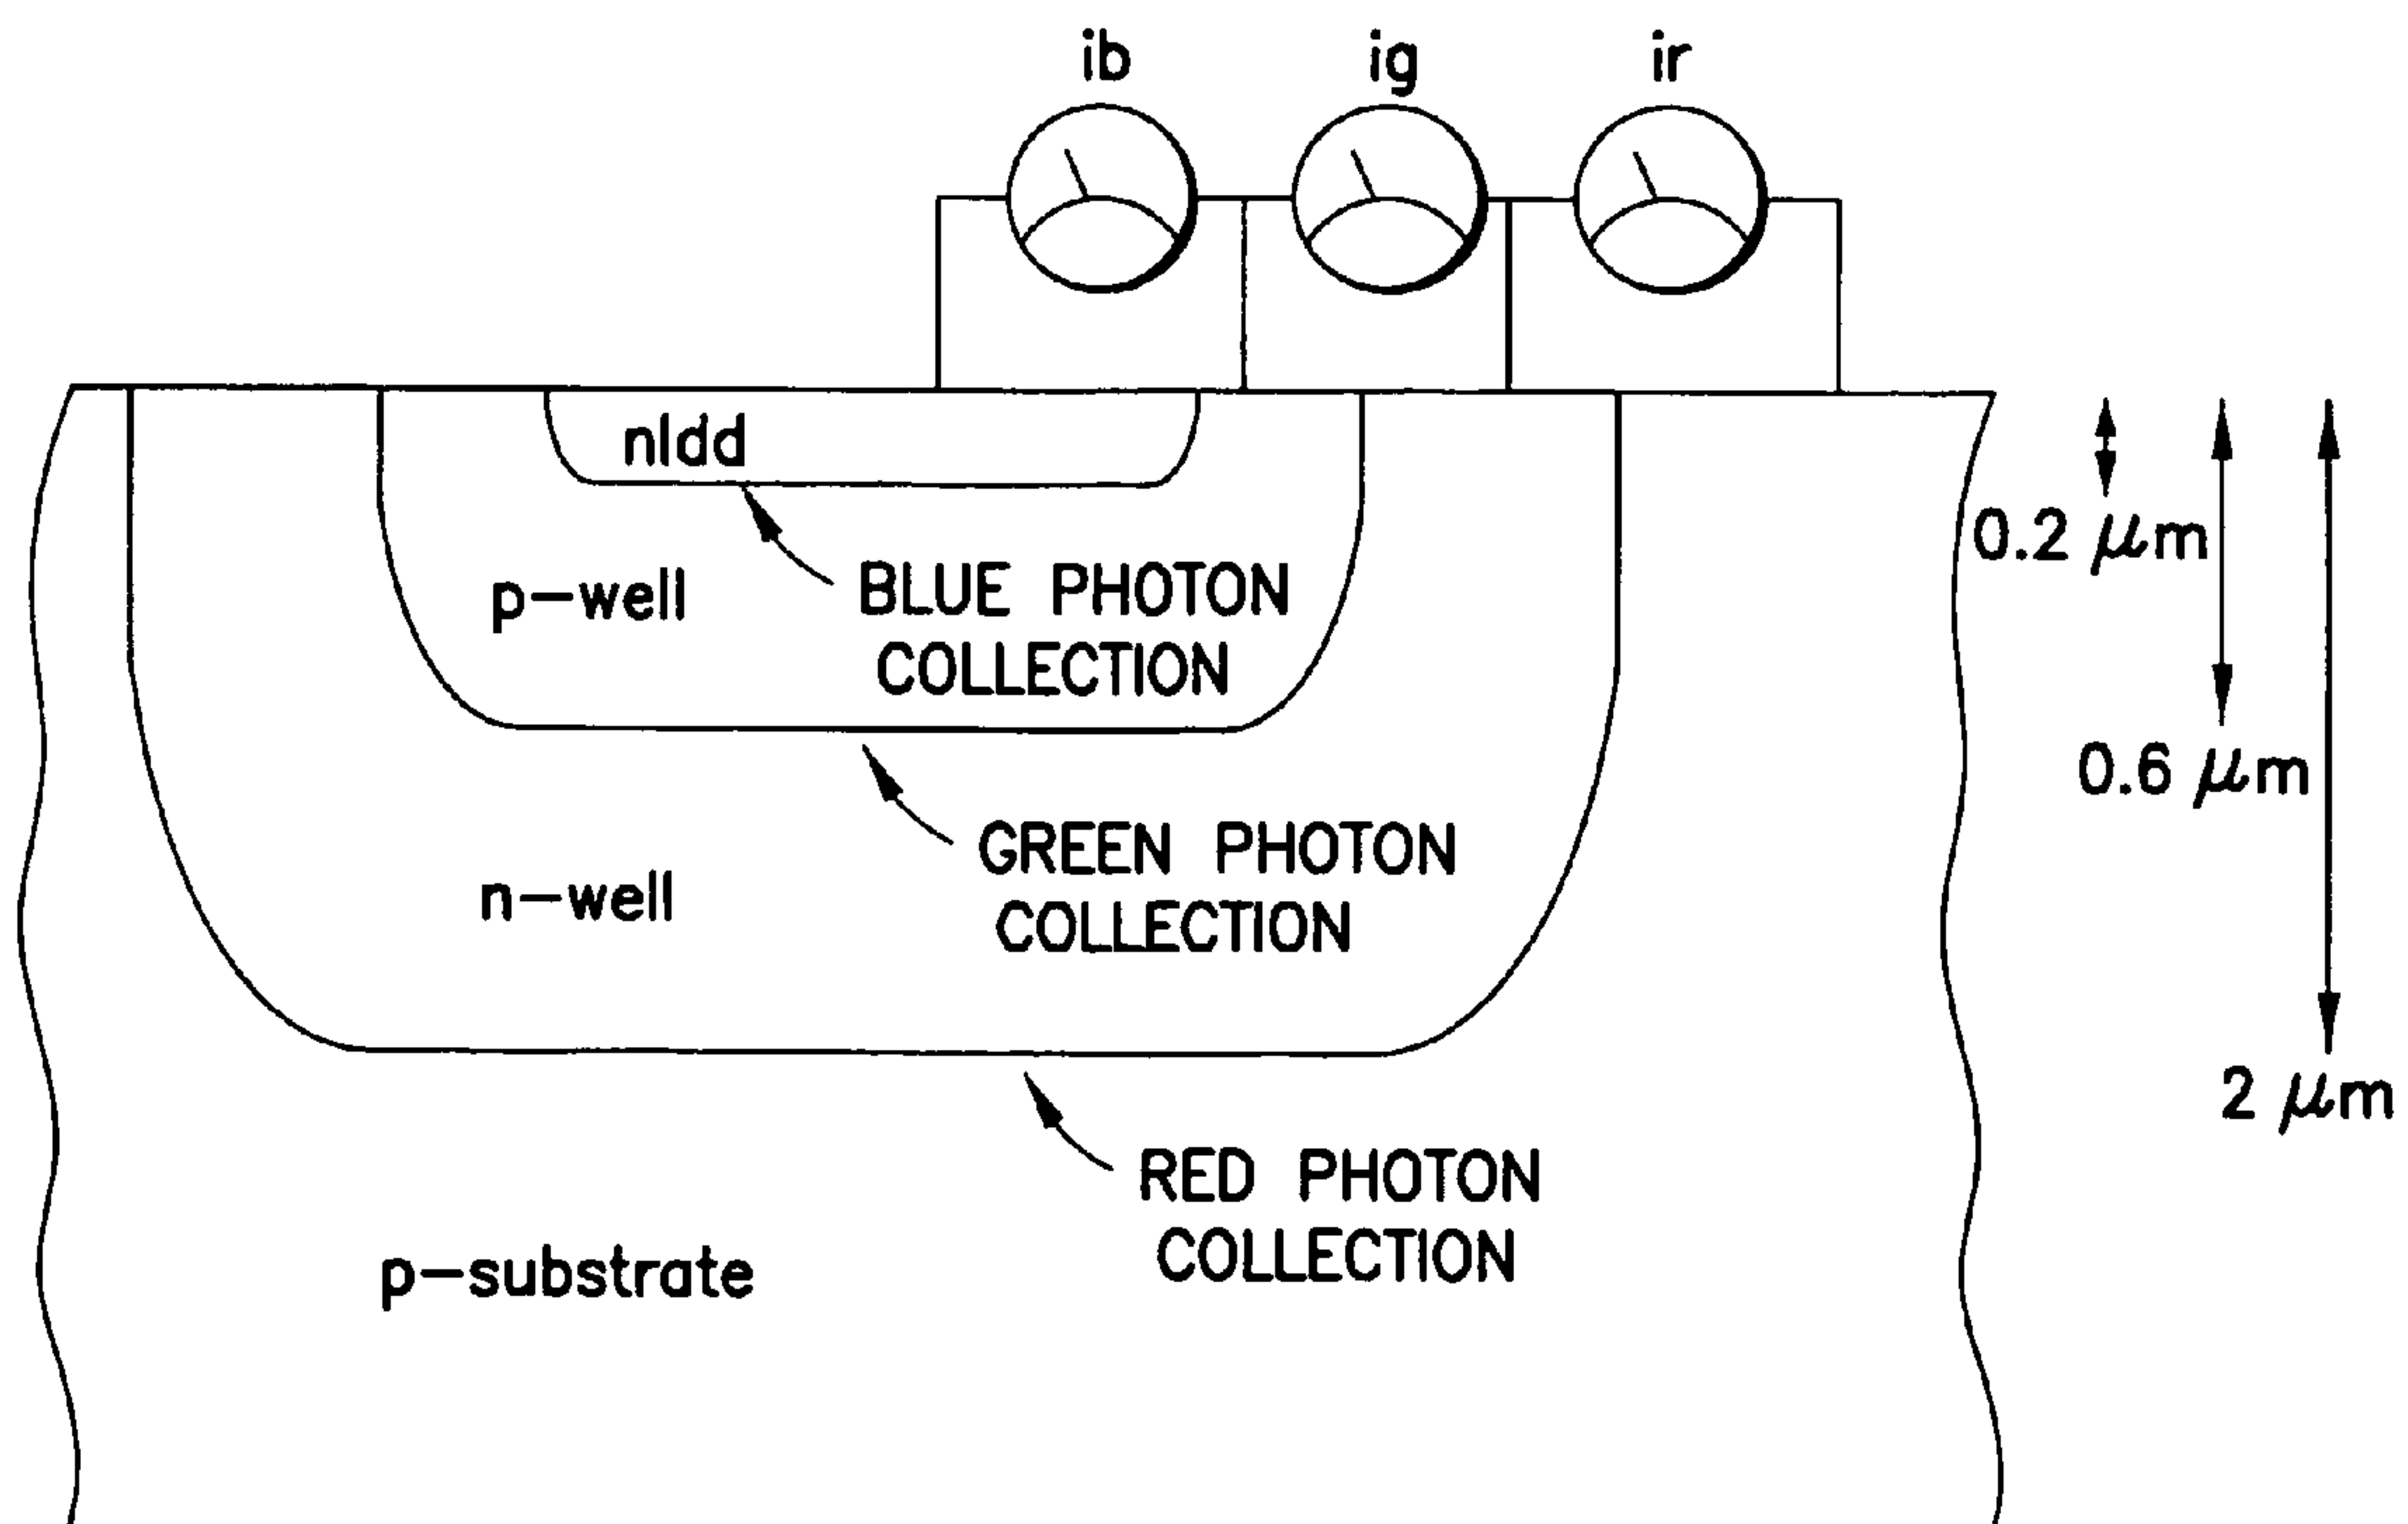 ib
ig
ir
nldd
0.2 μm
p-well
BLUE PHOTON
COLLECTION
0.6 μm
n-well
GREEN PHOTON
COLLECTION
2 μm
RED PHOTON
COLLECTION
p-substrate